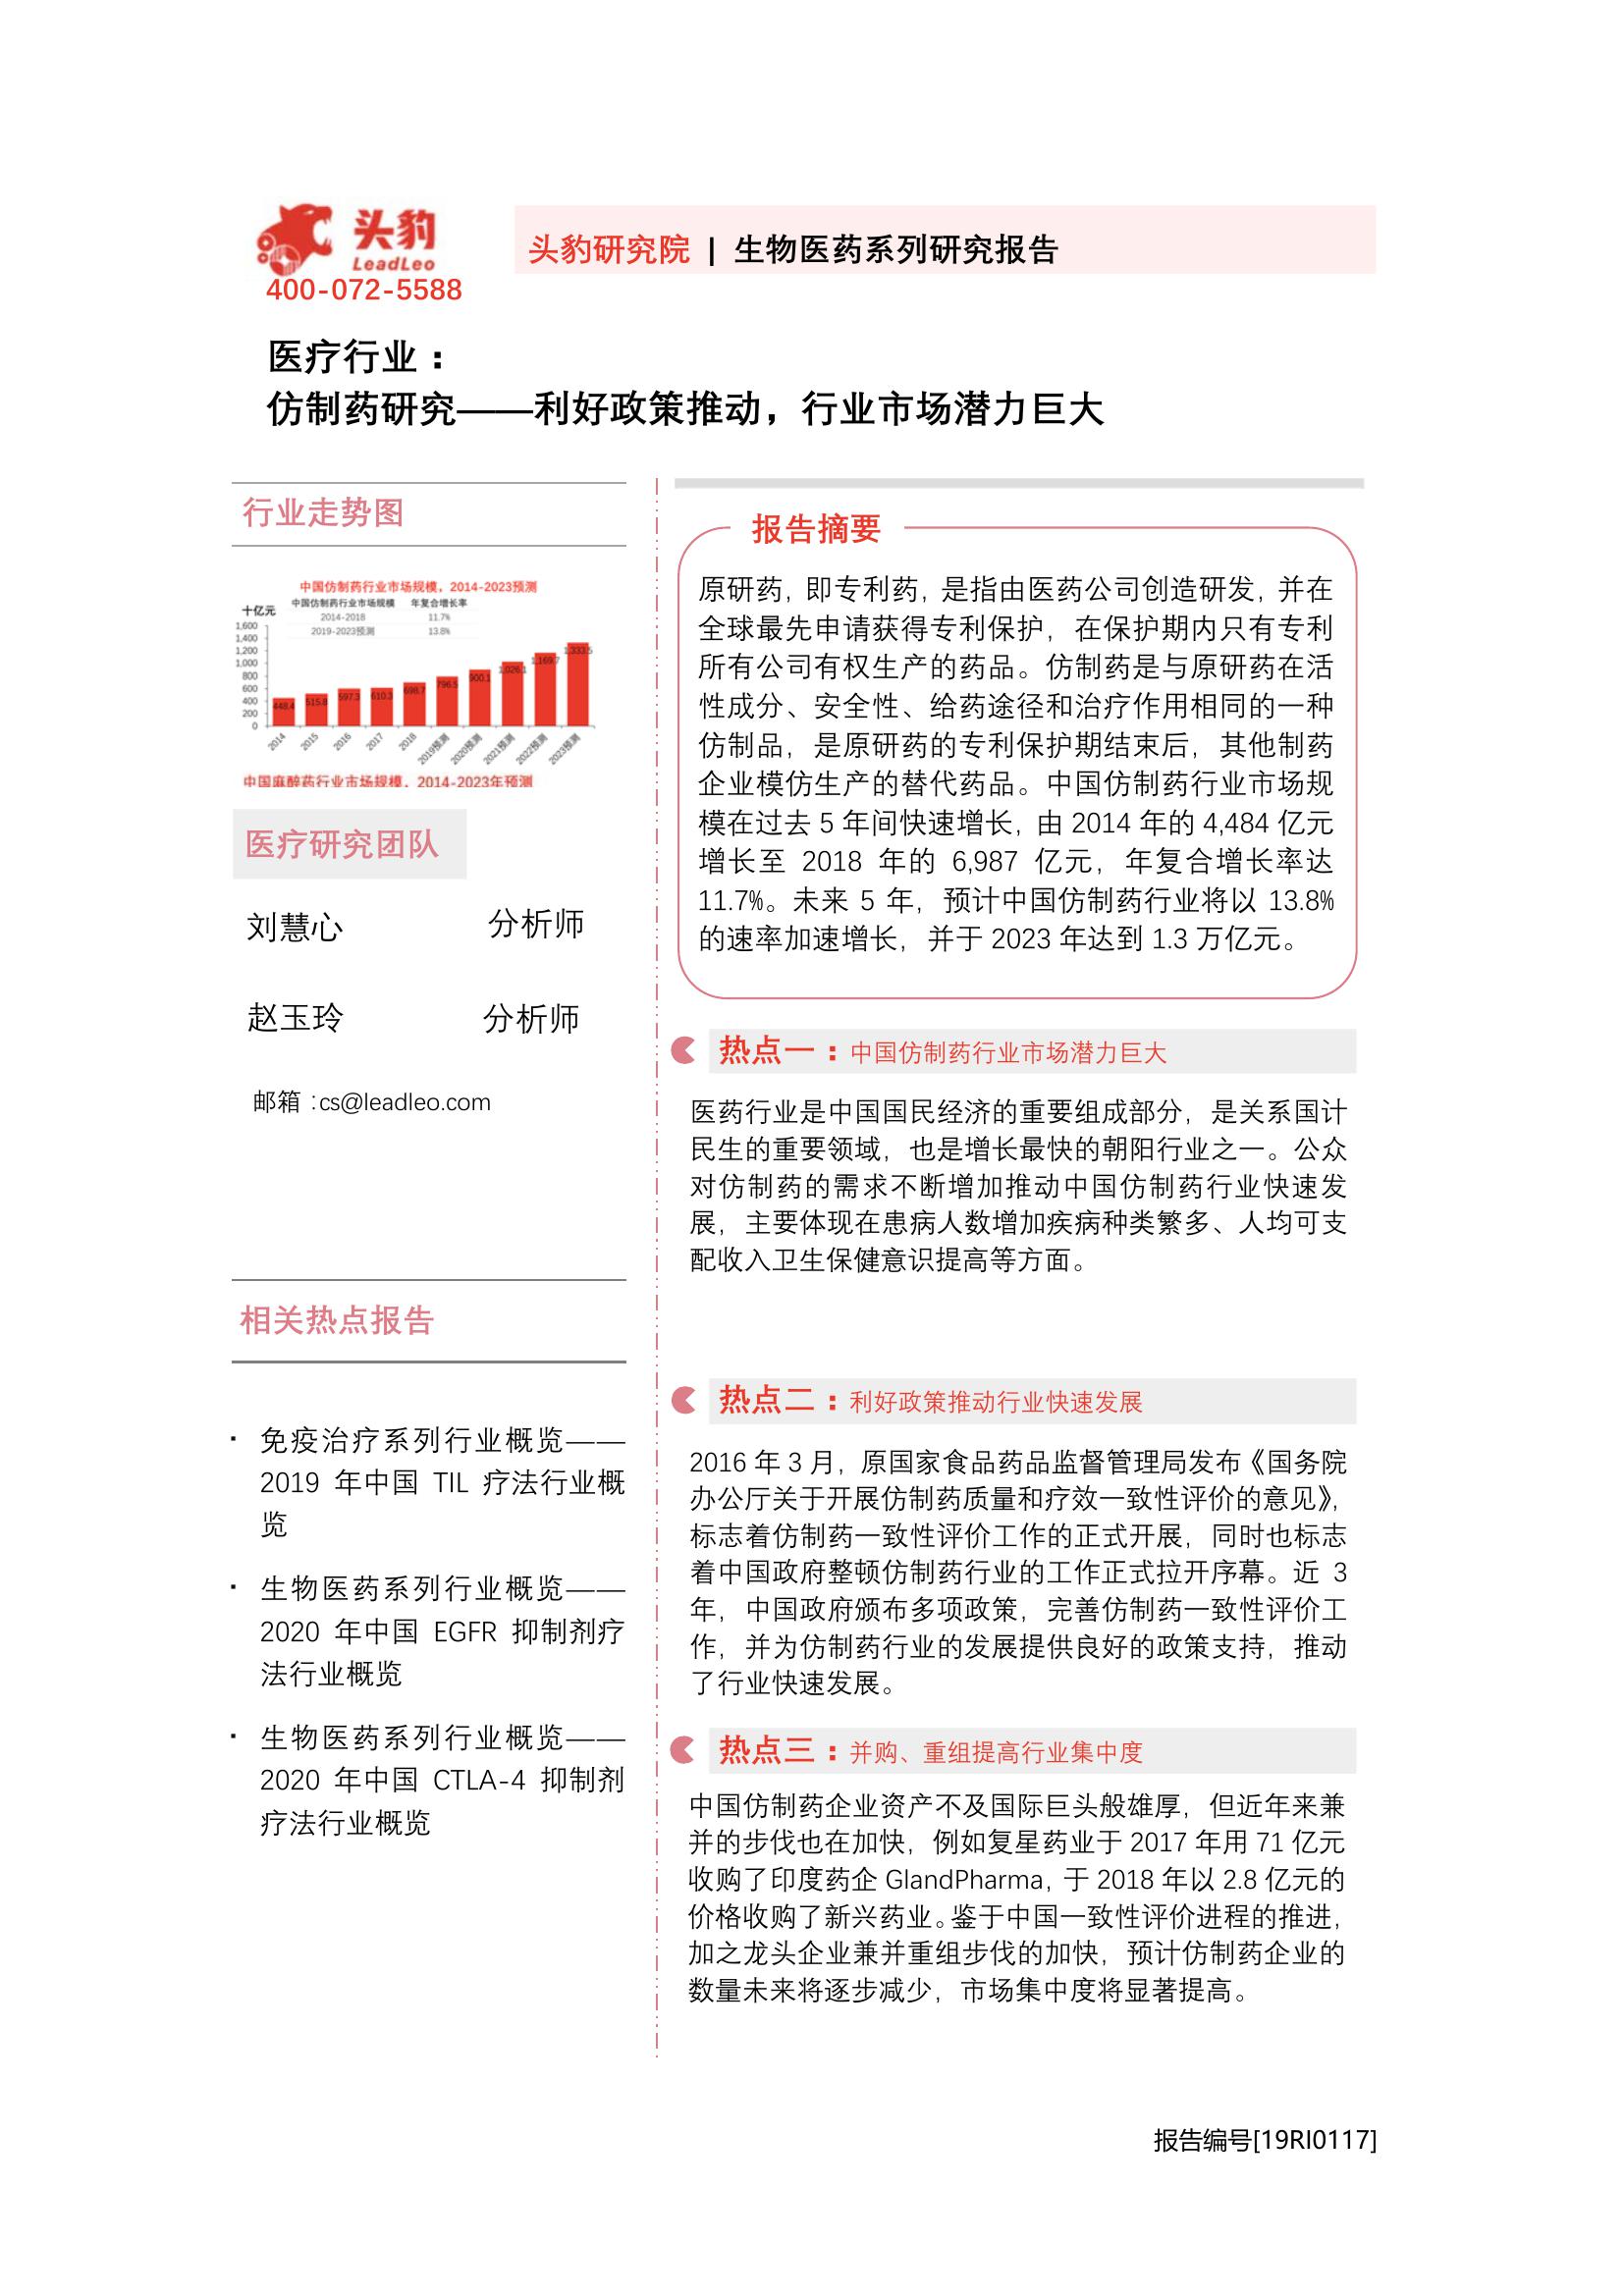 头豹
LeadLeo
400-072-5588
头豹研究院 | 生物医药系列研究报告
医疗行业：
仿制药研究——利好政策推动，行业市场潜力巨大
行业走势图
中国仿制药行业市场规模，2014-2023预测
十亿元
中国仿制药行业市场规模 年复合增长率
2014-2018 11.7%
2019-2023预测 13.8%
1,600
1,400
1,200
1,000
800
600
400
200
0
448.4 515.8 597.3 610.3 698.7 796.5 900.1 1,026.1 1,169.7 1,333.5
2014 2015 2016 2017 2018 2019预测 2020预测 2021预测 2022预测 2023预测
中国麻醉药行业市场规模，2014-2023年预测
医疗研究团队
刘慧心 分析师
赵玉玲 分析师
邮箱：cs@leadleo.com
相关热点报告
· 免疫治疗系列行业概览——
2019 年中国 TIL 疗法行业概
览
· 生物医药系列行业概览——
2020 年中国 EGFR 抑制剂疗
法行业概览
· 生物医药系列行业概览——
2020 年中国 CTLA-4 抑制剂
疗法行业概览
报告摘要
原研药，即专利药，是指由医药公司创造研发，并在
全球最先申请获得专利保护，在保护期内只有专利
所有公司有权生产的药品。仿制药是与原研药在活
性成分、安全性、给药途径和治疗作用相同的一种
仿制品，是原研药的专利保护期结束后，其他制药
企业模仿生产的替代药品。中国仿制药行业市场规
模在过去 5 年间快速增长，由 2014 年的 4,484 亿元
增长至 2018 年的 6,987 亿元，年复合增长率达
11.7%。未来 5 年，预计中国仿制药行业将以 13.8%
的速率加速增长，并于 2023 年达到 1.3 万亿元。
热点一：中国仿制药行业市场潜力巨大
医药行业是中国国民经济的重要组成部分，是关系国计
民生的重要领域，也是增长最快的朝阳行业之一。公众
对仿制药的需求不断增加推动中国仿制药行业快速发
展，主要体现在患病人数增加疾病种类繁多、人均可支
配收入卫生保健意识提高等方面。
热点二：利好政策推动行业快速发展
2016 年 3 月，原国家食品药品监督管理局发布《国务院
办公厅关于开展仿制药质量和疗效一致性评价的意见》，
标志着仿制药一致性评价工作的正式开展，同时也标志
着中国政府整顿仿制药行业的工作正式拉开序幕。近 3
年，中国政府颁布多项政策，完善仿制药一致性评价工
作，并为仿制药行业的发展提供良好的政策支持，推动
了行业快速发展。
热点三：并购、重组提高行业集中度
中国仿制药企业资产不及国际巨头般雄厚，但近年来兼
并的步伐也在加快，例如复星药业于 2017 年用 71 亿元
收购了印度药企 GlandPharma，于 2018 年以 2.8 亿元的
价格收购了新兴药业。鉴于中国一致性评价进程的推进，
加之龙头企业兼并重组步伐的加快，预计仿制药企业的
数量未来将逐步减少，市场集中度将显著提高。
报告编号[19RI0117]